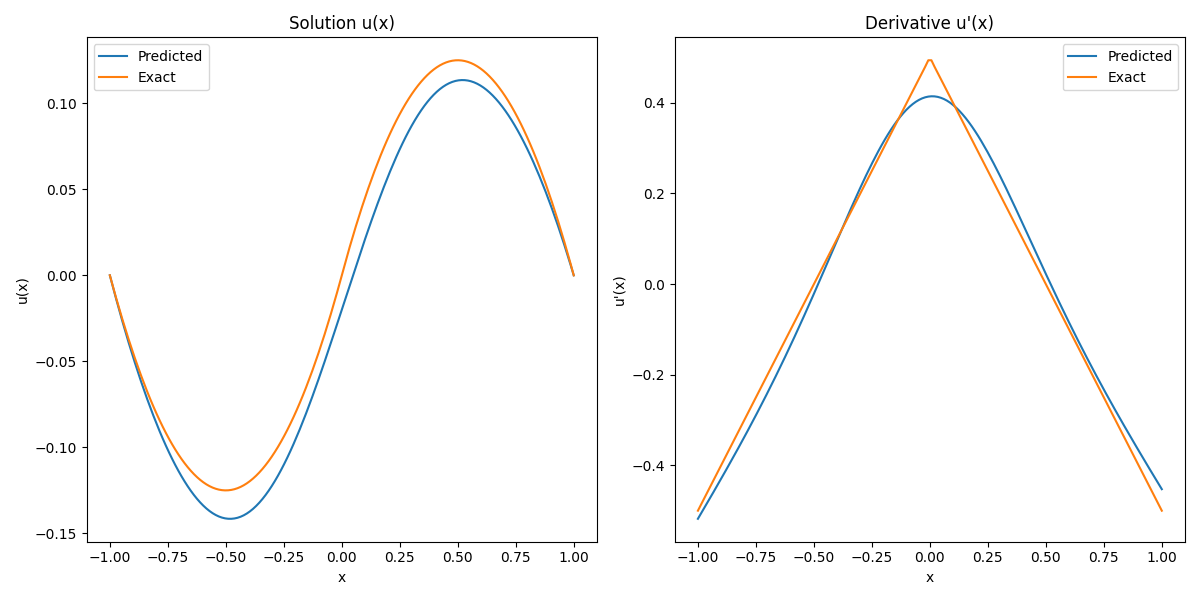 Solution u(x)
Predicted
Exact
u(x)
0.10
0.05
0.00
−0.05
−0.10
−0.15
−1.00 −0.75 −0.50 −0.25 0.00 0.25 0.50 0.75 1.00
x
Derivative u'(x)
Predicted
Exact
u'(x)
0.4
0.2
0.0
−0.2
−0.4
−1.00 −0.75 −0.50 −0.25 0.00 0.25 0.50 0.75 1.00
x